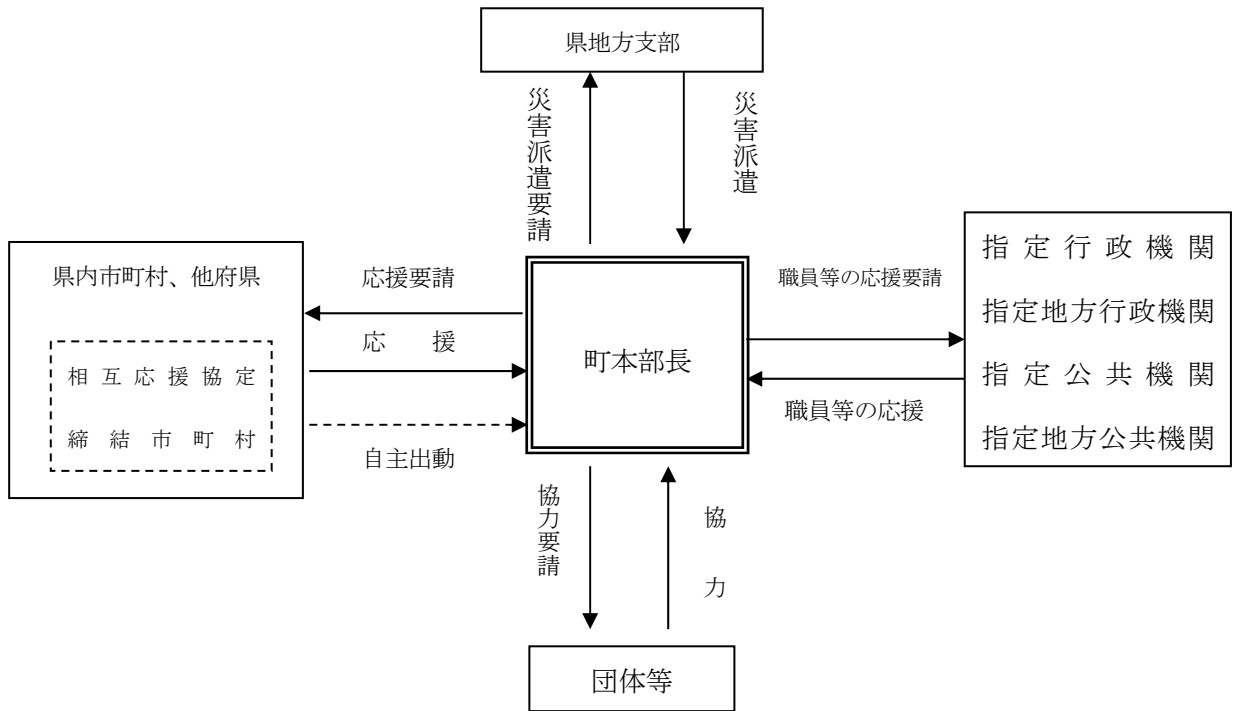 県地方支部
災害派遣要請
災害派遣
県内市町村、他府県
相互応援協定
締結市町村
応援要請
応　援
自主出動
町本部長
職員等の応援要請
職員等の応援
指定行政機関
指定地方行政機関
指定公共機関
指定地方公共機関
協力要請
協　力
団体等